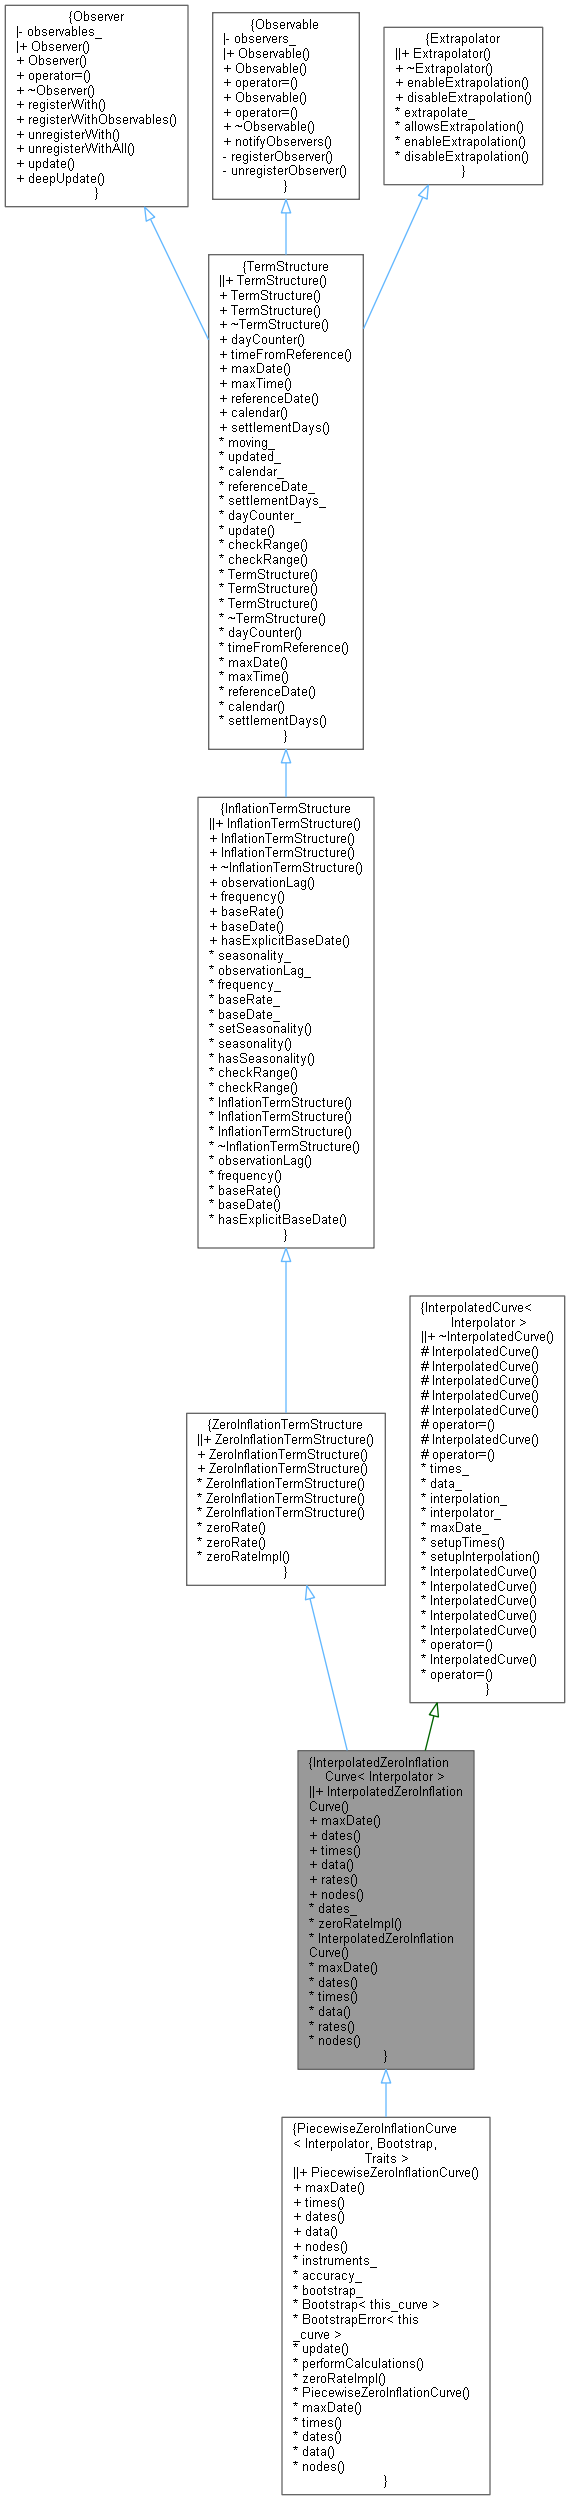 {Observer
|- observables_
|+ Observer()
+ Observer()
+ operator=()
+ ~Observer()
+ registerWith()
+ registerWithObservables()
+ unregisterWith()
+ unregisterWithAll()
+ update()
+ deepUpdate()
}
{Observable
|- observers_
|+ Observable()
+ Observable()
+ operator=()
+ Observable()
+ operator=()
+ ~Observable()
+ notifyObservers()
- registerObserver()
- unregisterObserver()
}
{Extrapolator
||+ Extrapolator()
+ ~Extrapolator()
+ enableExtrapolation()
+ disableExtrapolation()
* extrapolate_
* allowsExtrapolation()
* enableExtrapolation()
* disableExtrapolation()
}
{TermStructure
||+ TermStructure()
+ TermStructure()
+ TermStructure()
+ ~TermStructure()
+ dayCounter()
+ timeFromReference()
+ maxDate()
+ maxTime()
+ referenceDate()
+ calendar()
+ settlementDays()
* moving_
* updated_
* calendar_
* referenceDate_
* settlementDays_
* dayCounter_
* update()
* checkRange()
* checkRange()
* TermStructure()
* TermStructure()
* TermStructure()
* ~TermStructure()
* dayCounter()
* timeFromReference()
* maxDate()
* maxTime()
* referenceDate()
* calendar()
* settlementDays()
}
{InflationTermStructure
||+ InflationTermStructure()
+ InflationTermStructure()
+ InflationTermStructure()
+ ~InflationTermStructure()
+ observationLag()
+ frequency()
+ baseRate()
+ baseDate()
+ hasExplicitBaseDate()
* seasonality_
* observationLag_
* frequency_
* baseRate_
* baseDate_
* setSeasonality()
* seasonality()
* hasSeasonality()
* checkRange()
* checkRange()
* InflationTermStructure()
* InflationTermStructure()
* InflationTermStructure()
* ~InflationTermStructure()
* observationLag()
* frequency()
* baseRate()
* baseDate()
* hasExplicitBaseDate()
}
{InterpolatedCurve<
Interpolator >
||+ ~InterpolatedCurve()
# InterpolatedCurve()
# InterpolatedCurve()
# InterpolatedCurve()
# InterpolatedCurve()
# InterpolatedCurve()
# operator=()
# InterpolatedCurve()
# operator=()
* times_
* data_
* interpolation_
* interpolator_
* maxDate_
* setupTimes()
* setupInterpolation()
* InterpolatedCurve()
* InterpolatedCurve()
* InterpolatedCurve()
* InterpolatedCurve()
* InterpolatedCurve()
* operator=()
* InterpolatedCurve()
* operator=()
}
{ZeroInflationTermStructure
||+ ZeroInflationTermStructure()
+ ZeroInflationTermStructure()
+ ZeroInflationTermStructure()
* ZeroInflationTermStructure()
* ZeroInflationTermStructure()
* ZeroInflationTermStructure()
* zeroRate()
* zeroRate()
* zeroRateImpl()
}
{InterpolatedZeroInflation
Curve< Interpolator >
||+ InterpolatedZeroInflation
Curve()
+ maxDate()
+ dates()
+ times()
+ data()
+ rates()
+ nodes()
* dates_
* zeroRateImpl()
* InterpolatedZeroInflation
Curve()
* maxDate()
* dates()
* times()
* data()
* rates()
* nodes()
}
{PiecewiseZeroInflationCurve
< Interpolator, Bootstrap,
Traits >
||+ PiecewiseZeroInflationCurve()
+ maxDate()
+ times()
+ dates()
+ data()
+ nodes()
* instruments_
* accuracy_
* bootstrap_
* Bootstrap< this_curve >
* BootstrapError< this
_curve >
* update()
* performCalculations()
* zeroRateImpl()
* PiecewiseZeroInflationCurve()
* maxDate()
* times()
* dates()
* data()
* nodes()
}